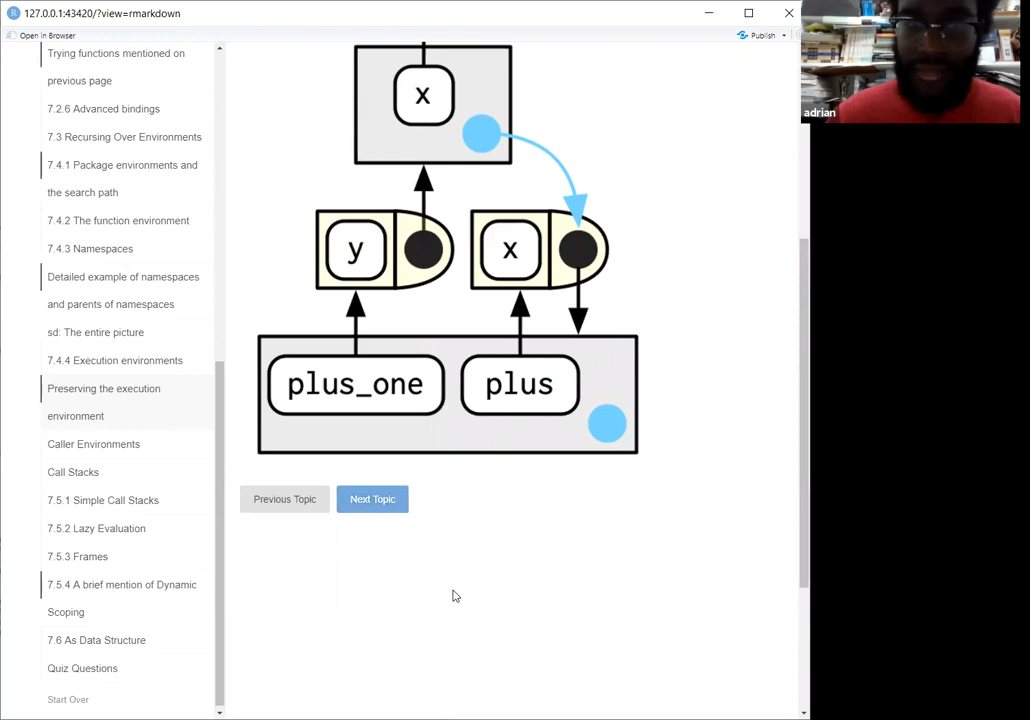 127.0.0.1:43420/?view=rmarkdown
Open in Browser
Publish
Trying functions mentioned on
previous page
7.2.6 Advanced bindings
7.3 Recursing Over Environments
7.4.1 Package environments and
the search path
7.4.2 The function environment
7.4.3 Namespaces
Detailed example of namespaces
and parents of namespaces
sd: The entire picture
7.4.4 Execution environments
Preserving the execution
environment
Caller Environments
Call Stacks
7.5.1 Simple Call Stacks
7.5.2 Lazy Evaluation
7.5.3 Frames
7.5.4 A brief mention of Dynamic
Scoping
7.6 As Data Structure
Quiz Questions
Start Over
x
y
x
plus_one
plus
Previous Topic
Next Topic
adrian